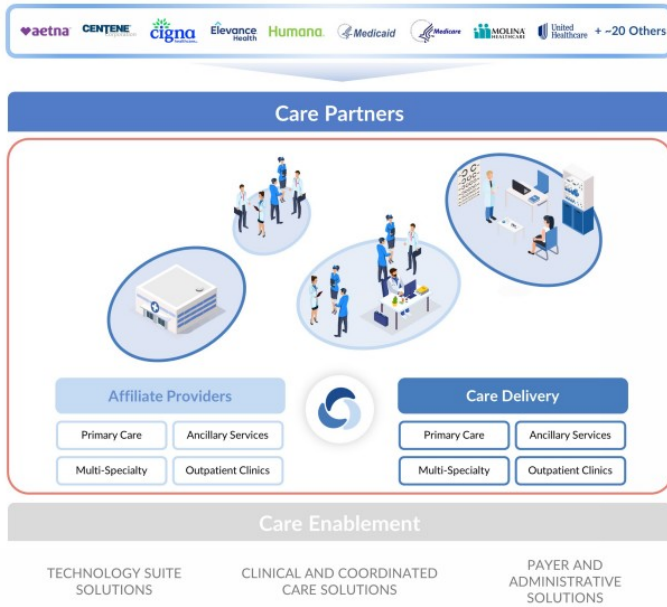 aetna CENTENE Corporation cigna healthcare Elevance Health Humana Medicaid Medicare MOLINA HEALTHCARE United Healthcare + ~20 Others
Care Partners
Affiliate Providers
Primary Care
Ancillary Services
Multi-Specialty
Outpatient Clinics
Care Delivery
Primary Care
Ancillary Services
Multi-Specialty
Outpatient Clinics
Care Enablement
TECHNOLOGY SUITE
SOLUTIONS
CLINICAL AND COORDINATED
CARE SOLUTIONS
PAYER AND
ADMINISTRATIVE
SOLUTIONS